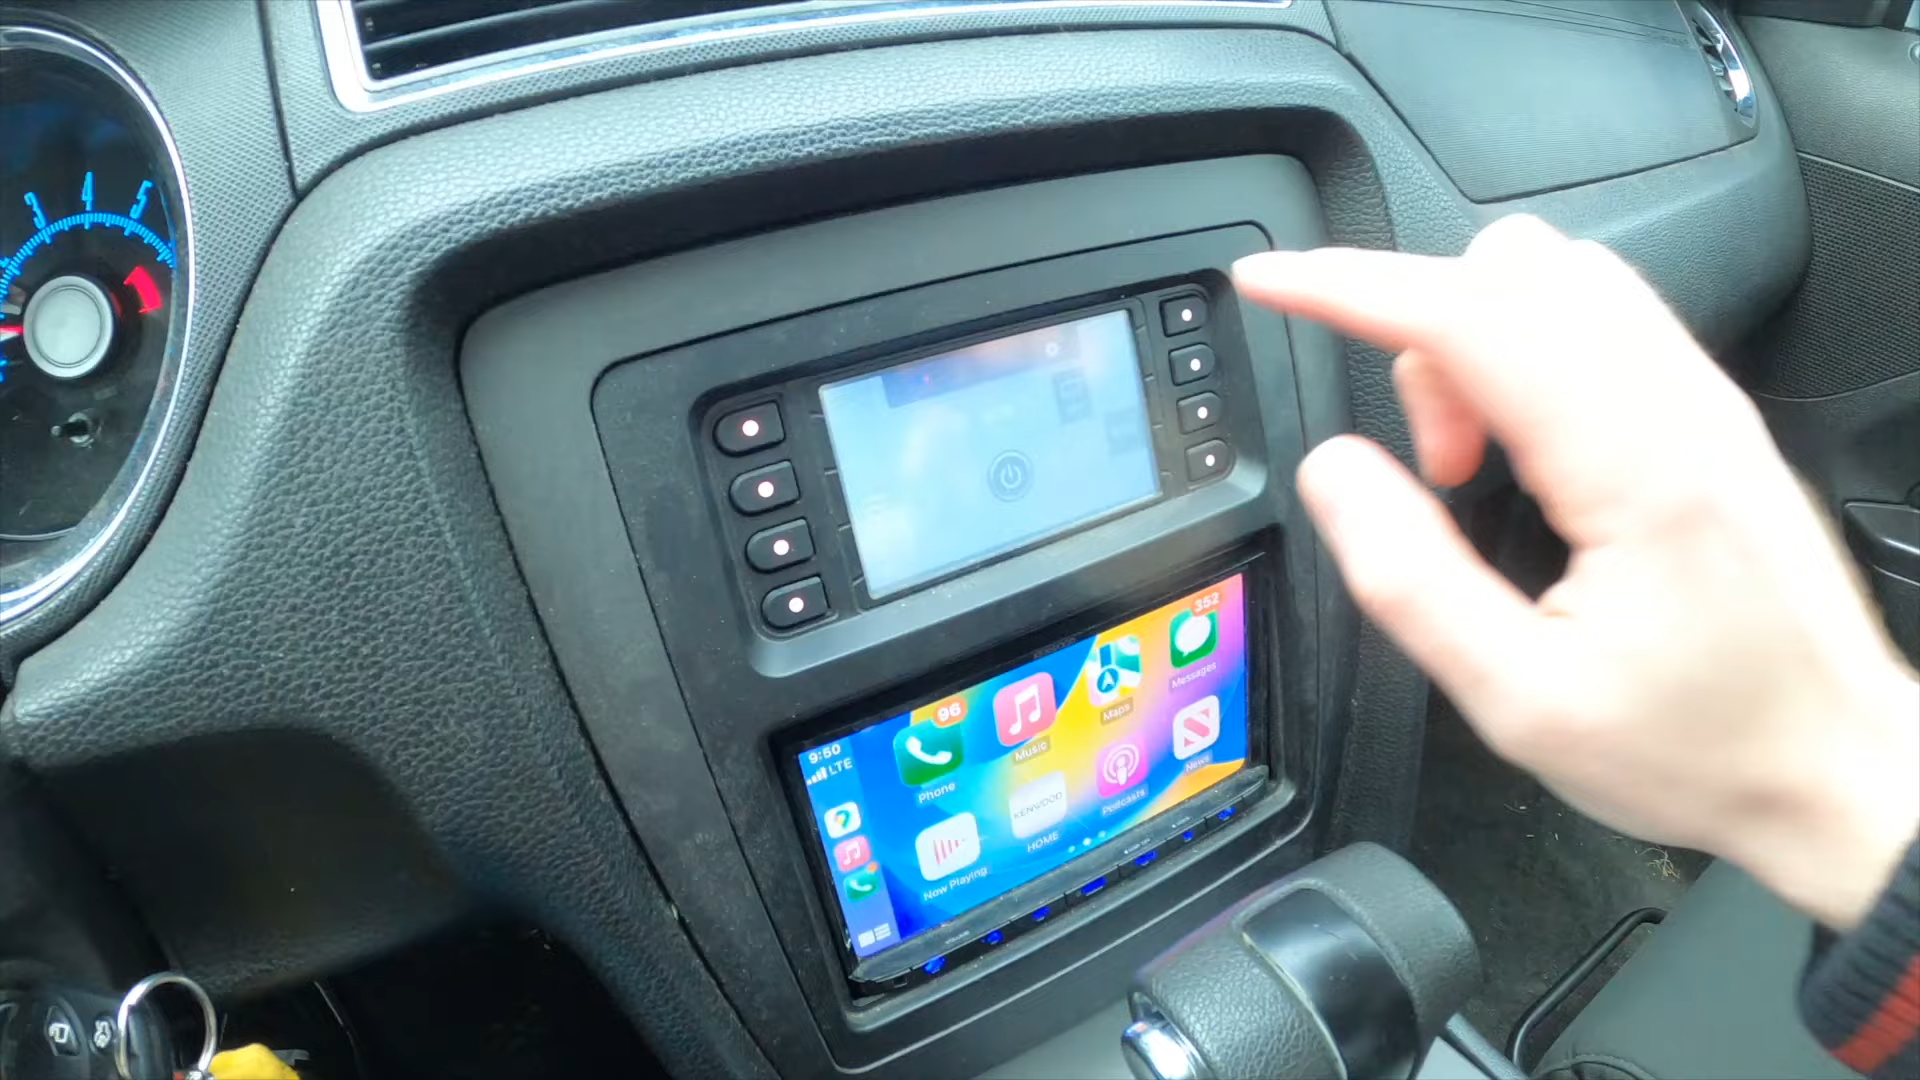 3 4 5
352
96
9:50
LTE
Phone
Music
Maps
Messages
Now Playing
KENWOOD
HOME
Podcasts
News